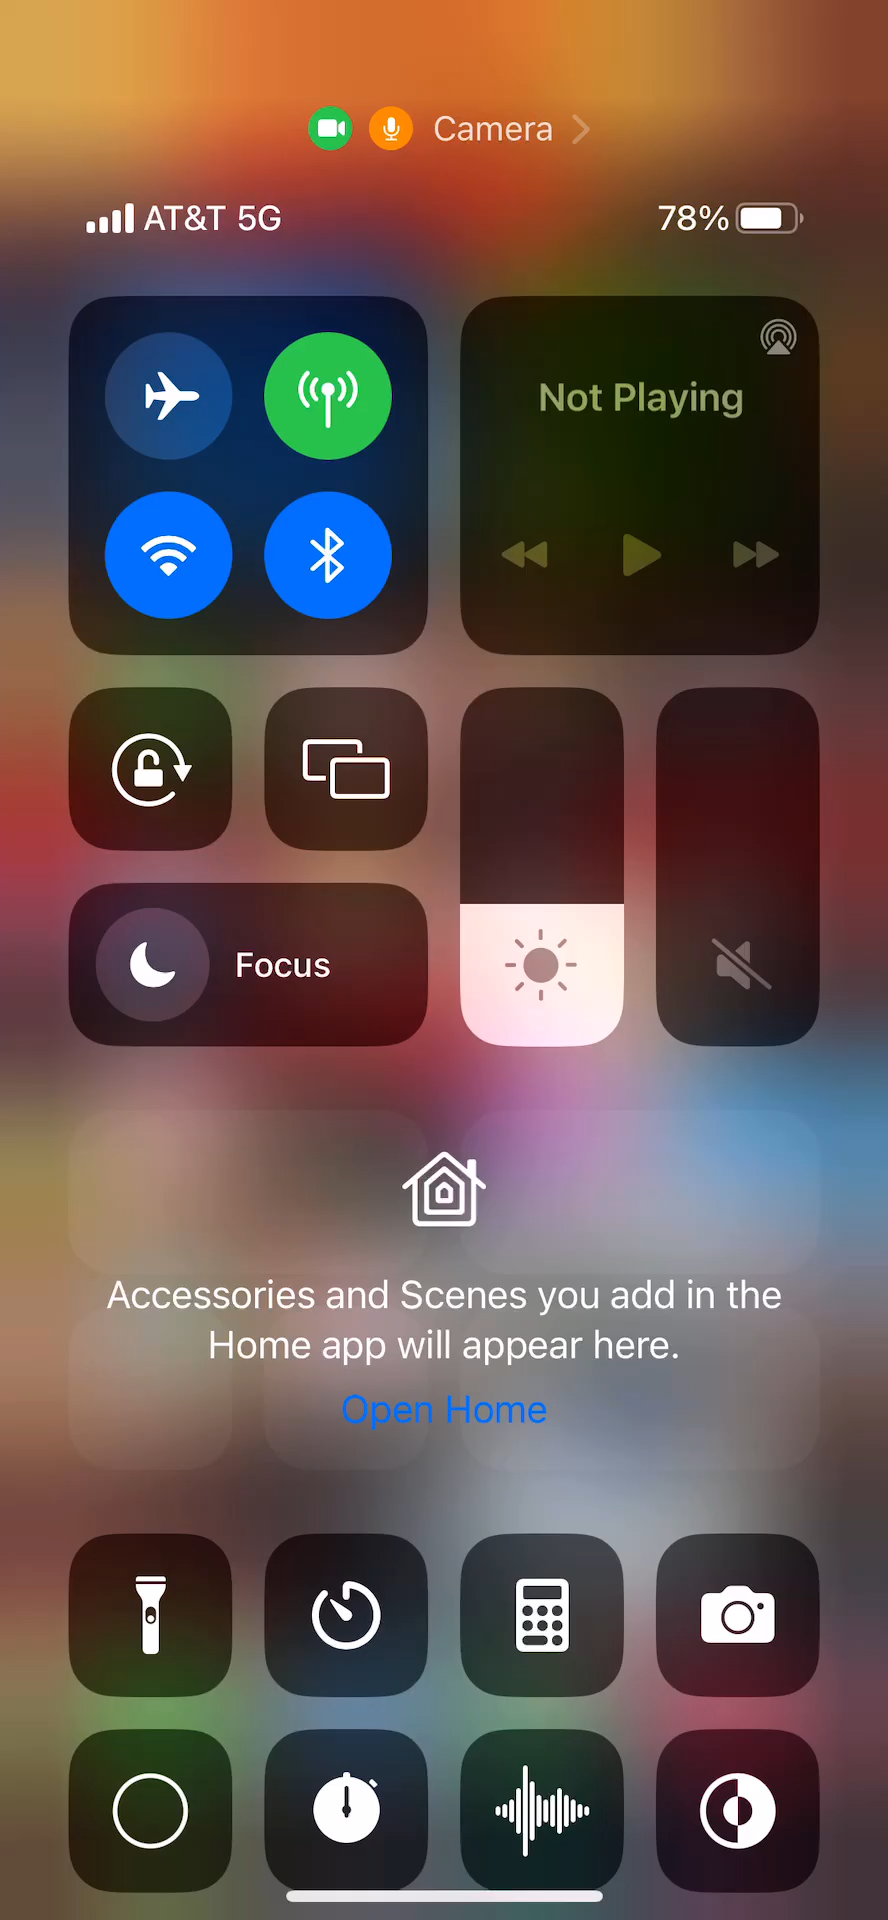 Camera
AT&T 5G
78%
Not Playing
Focus
Accessories and Scenes you add in the
Home app will appear here.
Open Home